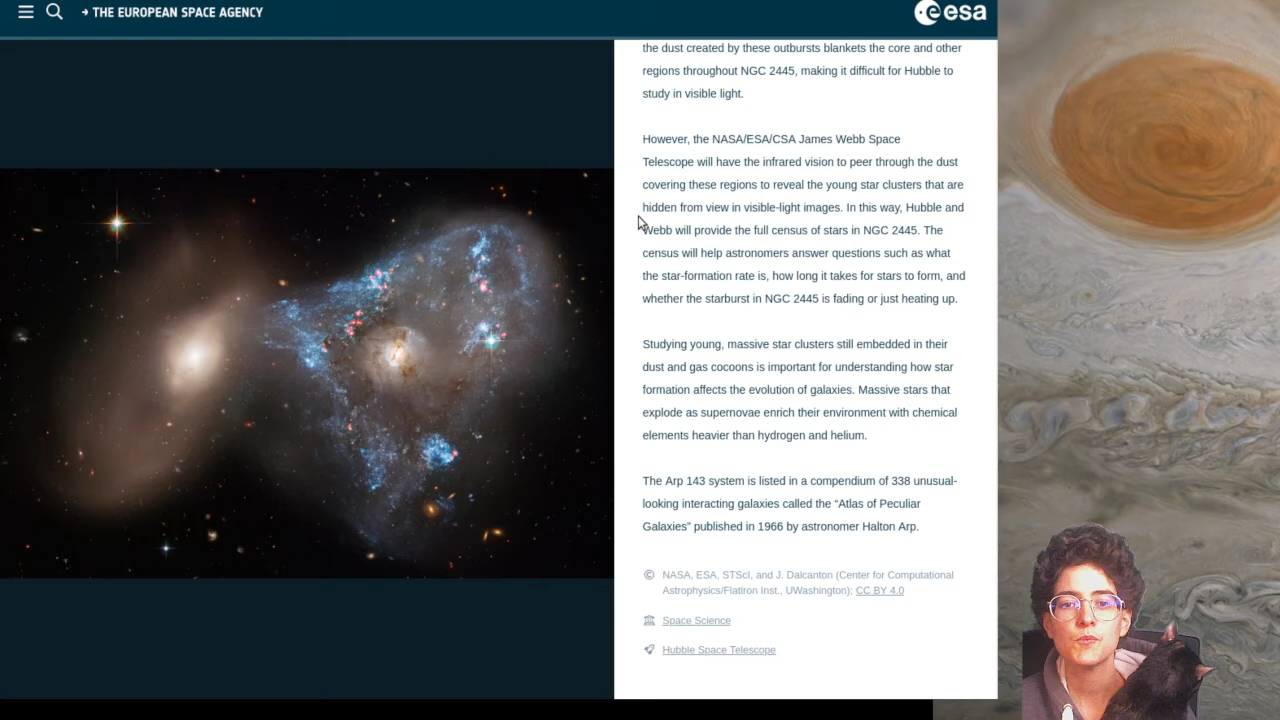 → THE EUROPEAN SPACE AGENCY
esa
the dust created by these outbursts blankets the core and other
regions throughout NGC 2445, making it difficult for Hubble to
study in visible light.
However, the NASA/ESA/CSA James Webb Space
Telescope will have the infrared vision to peer through the dust
covering these regions to reveal the young star clusters that are
hidden from view in visible-light images. In this way, Hubble and
Webb will provide the full census of stars in NGC 2445. The
census will help astronomers answer questions such as what
the star-formation rate is, how long it takes for stars to form, and
whether the starburst in NGC 2445 is fading or just heating up.
Studying young, massive star clusters still embedded in their
dust and gas cocoons is important for understanding how star
formation affects the evolution of galaxies. Massive stars that
explode as supernovae enrich their environment with chemical
elements heavier than hydrogen and helium.
The Arp 143 system is listed in a compendium of 338 unusual-
looking interacting galaxies called the “Atlas of Peculiar
Galaxies” published in 1966 by astronomer Halton Arp.
© NASA, ESA, STScI, and J. Dalcanton (Center for Computational
Astrophysics/Flatiron Inst., UWashington); CC BY 4.0
Space Science
Hubble Space Telescope